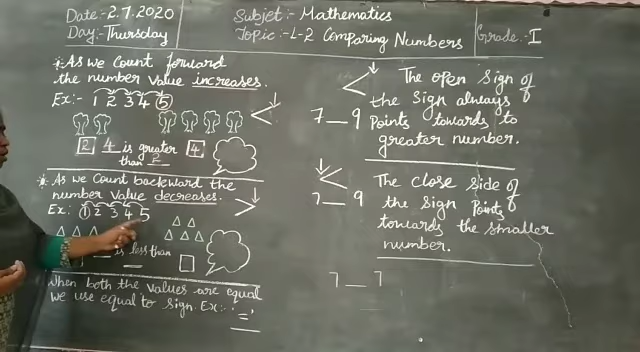 Date:- 2.7.2020
Day:- Thursday
Subjet:- Mathematics
Topic:- L-2 Comparing Numbers
Grade:- I
* As we Count forward
the number value increases.
Ex:- 1 2 3 4 5
<
2 4 is greater 4
than 2
* As we Count backward the
number Value decreases.
Ex: 1 2 3 4 5
>
is less than
When both the values are equal
we use equal to sign. Ex:- '='
< The open sign of
the sign always
7 _ 9 Points towards to
greater number.
< The close side of
7 _ 9 the sign Points
towards the smaller
number.
7 _ 7